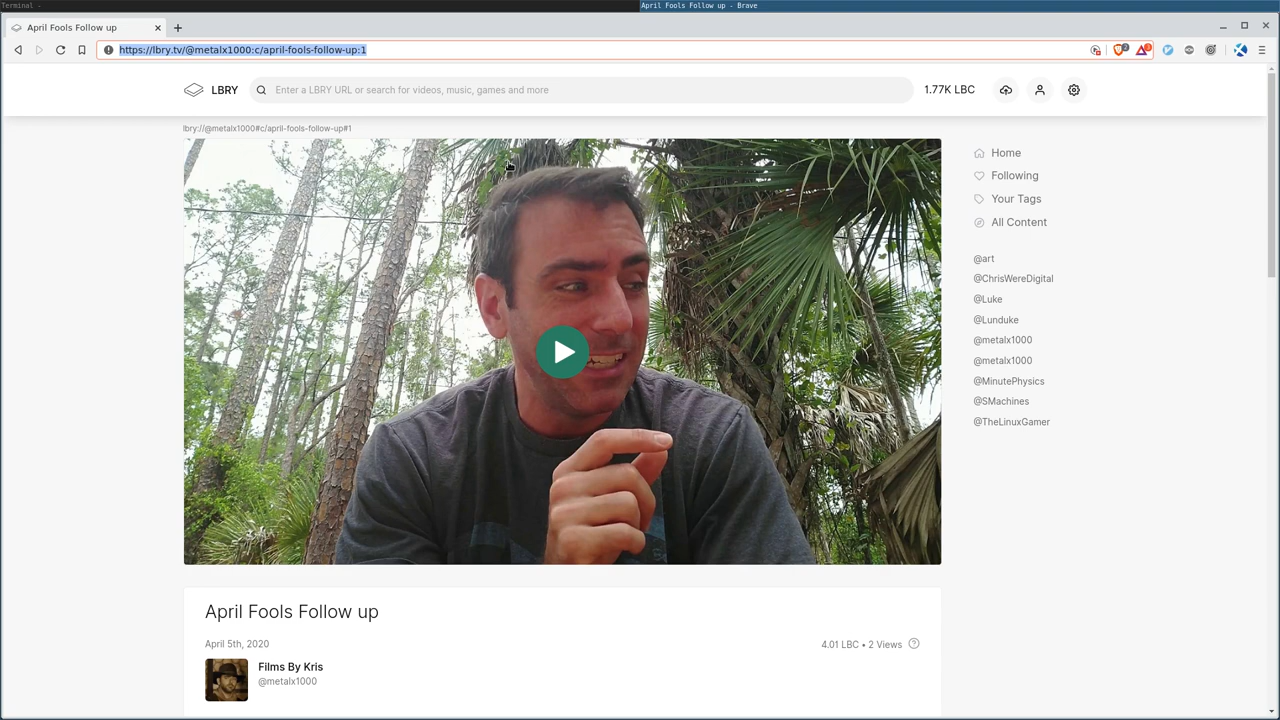 Terminal -
April Fools Follow up - Brave
April Fools Follow up
https://lbry.tv/@metalx1000:c/april-fools-follow-up:1
LBRY
Enter a LBRY URL or search for videos, music, games and more
1.77K LBC
lbry://@metalx1000#c/april-fools-follow-up#1
Home
Following
Your Tags
All Content
@art
@ChrisWereDigital
@Luke
@Lunduke
@metalx1000
@metalx1000
@MinutePhysics
@SMachines
@TheLinuxGamer
April Fools Follow up
April 5th, 2020
4.01 LBC • 2 Views
Films By Kris
@metalx1000